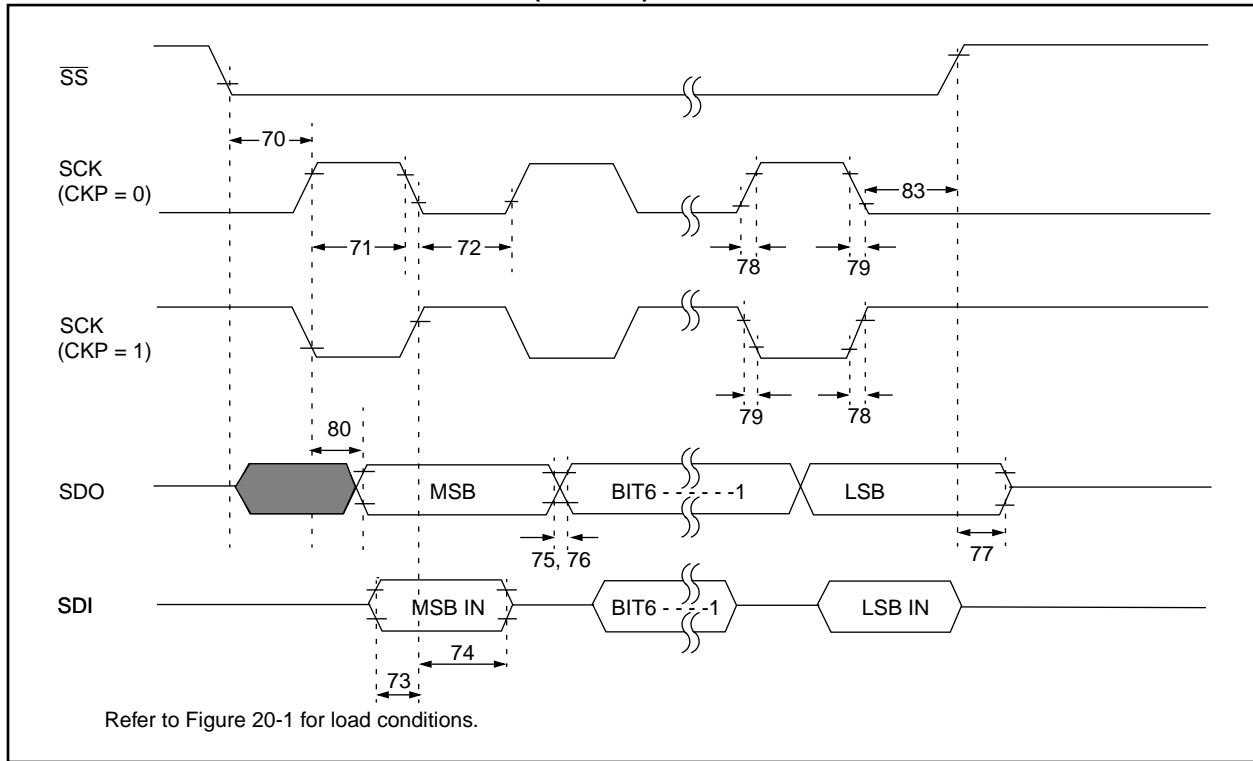 SS
70
SCK
(CKP = 0)
83
71
72
78
79
SCK
(CKP = 1)
79
78
80
SDO
MSB
BIT6 - - - - - -1
LSB
75, 76
77
SDI
MSB IN
BIT6 - - - -1
LSB IN
74
73
Refer to Figure 20-1 for load conditions.